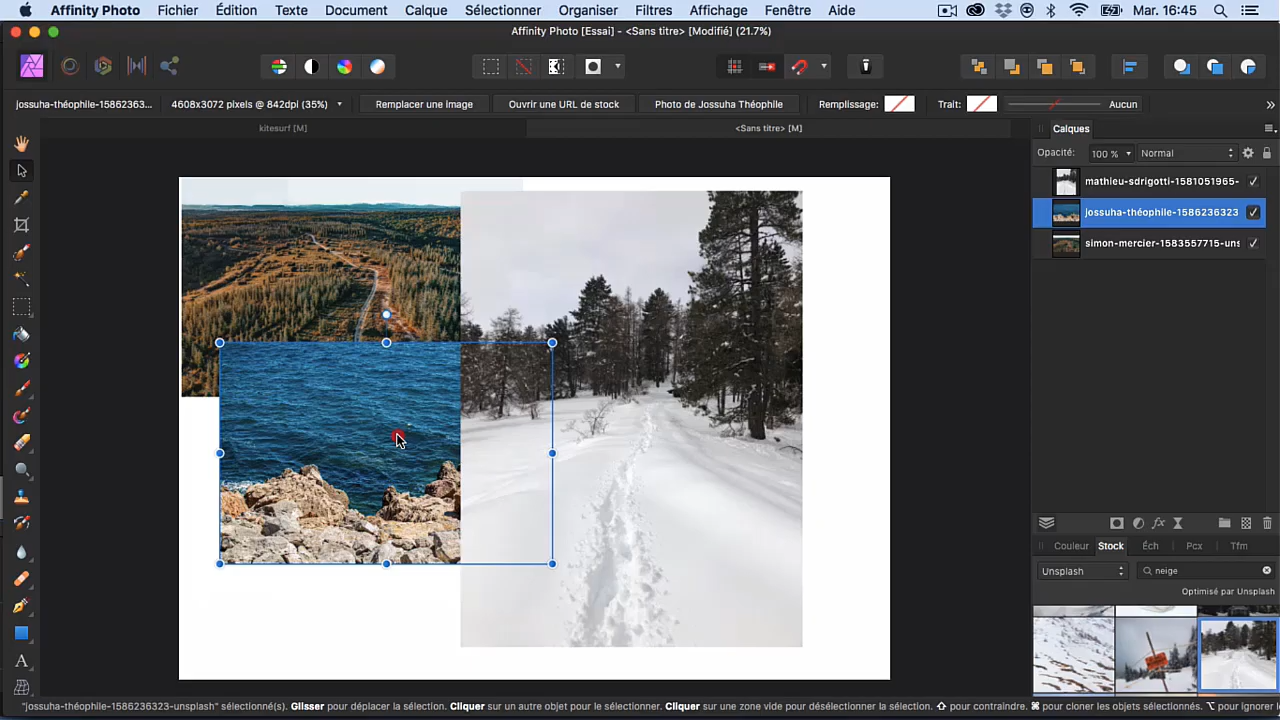 Affinity Photo Fichier Édition Texte Document Calque Sélectionner Organiser Filtres Affichage Fenêtre Aide Mar. 16:45
Affinity Photo [Essai] - <Sans titre> [Modifié] (21.7%)
jossuha-théophile-15862363... 4608x3072 pixels @ 842dpi (35%) Remplacer une image Ouvrir une URL de stock Photo de Jossuha Théophile Remplissage: Trait: Aucun
kitesurf [M] <Sans titre> [M] Calques
Opacité: 100 % Normal
mathieu-sdrigotti-1581051965-
jossuha-théophile-1586236323
simon-mercier-1583557715-uns
Couleur Stock Éch Pcx Tfm
Unsplash neige
Optimisé par Unsplash
"jossuha-théophile-1586236323-unsplash" sélectionné(s). Glisser pour déplacer la sélection. Cliquer sur un autre objet pour le sélectionner. Cliquer sur une zone vide pour désélectionner la sélection. ⇧ pour contraindre. ⌘ pour cloner les objets sélectionnés. ⌥ pour ignorer l